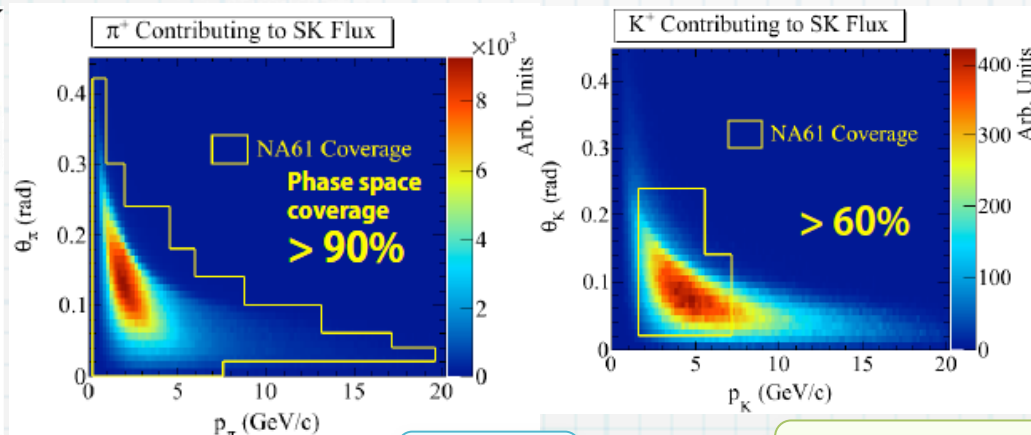 π⁺ Contributing to SK Flux
×10³
NA61 Coverage
Phase space
coverage
> 90%
θπ (rad)
0.4
0.3
0.2
0.1
0
0
5
10
15
20
pπ (GeV/c)
8
6
4
2
0
Arb. Units
K⁺ Contributing to SK Flux
NA61 Coverage
> 60%
θK (rad)
0.4
0.3
0.2
0.1
0
0
5
10
15
20
pK (GeV/c)
400
300
200
100
0
Arb. Units